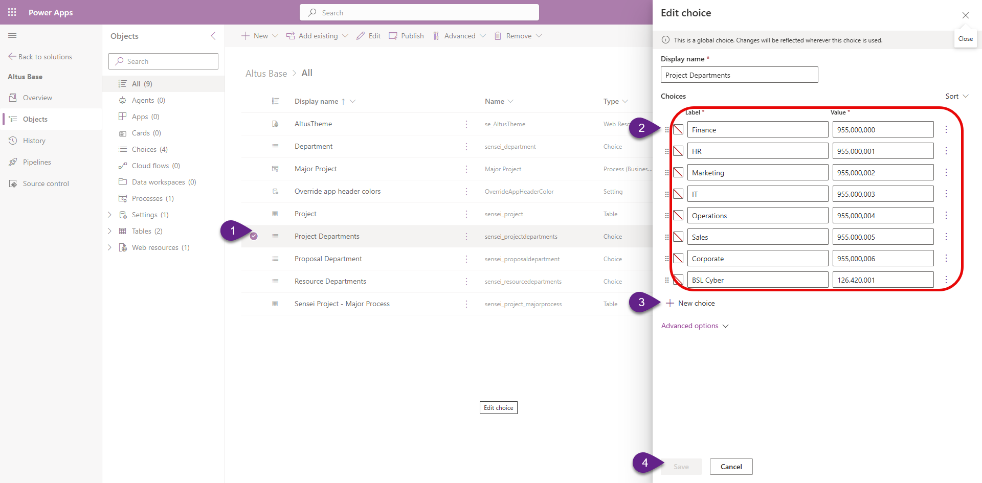 Power Apps
Search
Back to solutions
Altus Base
Overview
Objects
History
Pipelines
Source control
Objects
Search
All (9)
Agents (0)
Apps (0)
Cards (0)
Choices (4)
Cloud flows (0)
Data workspaces (0)
Processes (1)
Settings (1)
Tables (2)
Web resources (1)
New
Add existing
Edit
Publish
Advanced
Remove
Altus Base > All
Display name ↑ Name Type
AltusTheme se_AltusTheme Web Reso
Department sensei_department Choice
Major Project Major Project Process (Busines...
Override app header colors OverrideAppHeaderColor Setting
Project sensei_project Table
1 Project Departments sensei_projectdepartments Choice
Proposal Department sensei_proposaldepartment Choice
Resource Departments sensei_resourcedepartments Choice
Sensei Project - Major Process sensei_project_majorprocess Table
Edit choice
Edit choice
Close
This is a global choice. Changes will be reflected wherever this choice is used.
Display name *
Project Departments
Choices Sort
Label * Value *
2 Finance 955,000,000
HR 955,000,001
Marketing 955,000,002
IT 955,000,003
Operations 955,000,004
Sales 955,000,005
Corporate 955,000,006
BSL Cyber 126,420,001
3 + New choice
Advanced options
4 Save Cancel